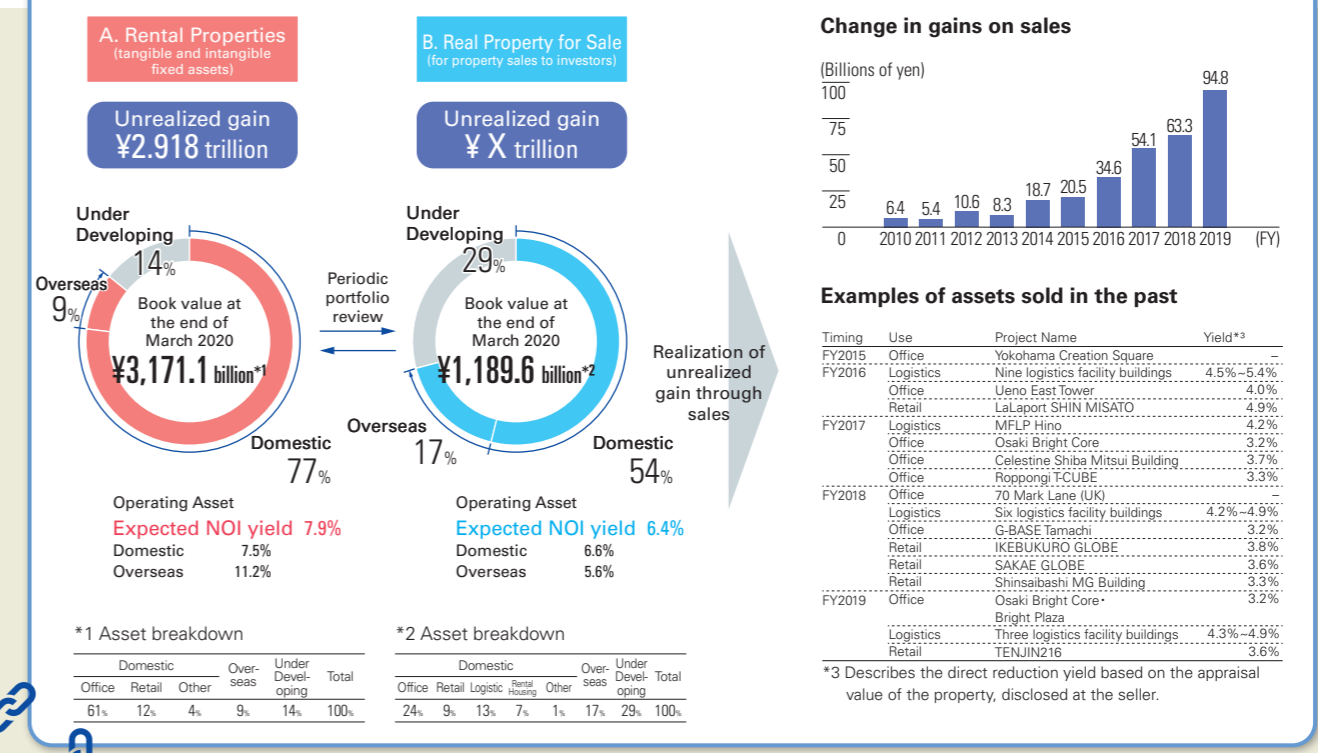 A. Rental Properties
(tangible and intangible
fixed assets)
Unrealized gain
¥2.918 trillion
Under
Developing
14%
Overseas
9%
Book value at
the end of
March 2020
¥3,171.1 billion*1
Domestic
77%
Operating Asset
Expected NOI yield 7.9%
Domestic 7.5%
Overseas 11.2%
Periodic
portfolio
review
B. Real Property for Sale
(for property sales to investors)
Unrealized gain
¥ X trillion
Under
Developing
29%
Book value at
the end of
March 2020
¥1,189.6 billion*2
Overseas
17%
Domestic
54%
Operating Asset
Expected NOI yield 6.4%
Domestic 6.6%
Overseas 5.6%
Realization of
unrealized
gain through
sales
*1 Asset breakdown
Domestic Over-seas Under Devel-oping Total
Office Retail Other
61% 12% 4% 9% 14% 100%
*2 Asset breakdown
Domestic Over-seas Under Devel-oping Total
Office Retail Logistic Rental Housing Other
24% 9% 13% 7% 1% 17% 29% 100%
Change in gains on sales
(Billions of yen)
100
75
50
25
0
6.4 5.4 10.6 8.3 18.7 20.5 34.6 54.1 63.3 94.8
2010 2011 2012 2013 2014 2015 2016 2017 2018 2019 (FY)
Examples of assets sold in the past
Timing Use Project Name Yield*3
FY2015 Office Yokohama Creation Square –
FY2016 Logistics Nine logistics facility buildings 4.5%~5.4%
Office Ueno East Tower 4.0%
Retail LaLaport SHIN MISATO 4.9%
FY2017 Logistics MFLP Hino 4.2%
Office Osaki Bright Core 3.2%
Office Celestine Shiba Mitsui Building 3.7%
Office Roppongi T-CUBE 3.3%
FY2018 Office 70 Mark Lane (UK) –
Logistics Six logistics facility buildings 4.2%~4.9%
Office G-BASE Tamachi 3.2%
Retail IKEBUKURO GLOBE 3.8%
Retail SAKAE GLOBE 3.6%
Retail Shinsaibashi MG Building 3.3%
FY2019 Office Osaki Bright Core・ 3.2%
Bright Plaza
Logistics Three logistics facility buildings 4.3%~4.9%
Retail TENJIN216 3.6%
*3 Describes the direct reduction yield based on the appraisal
value of the property, disclosed at the seller.